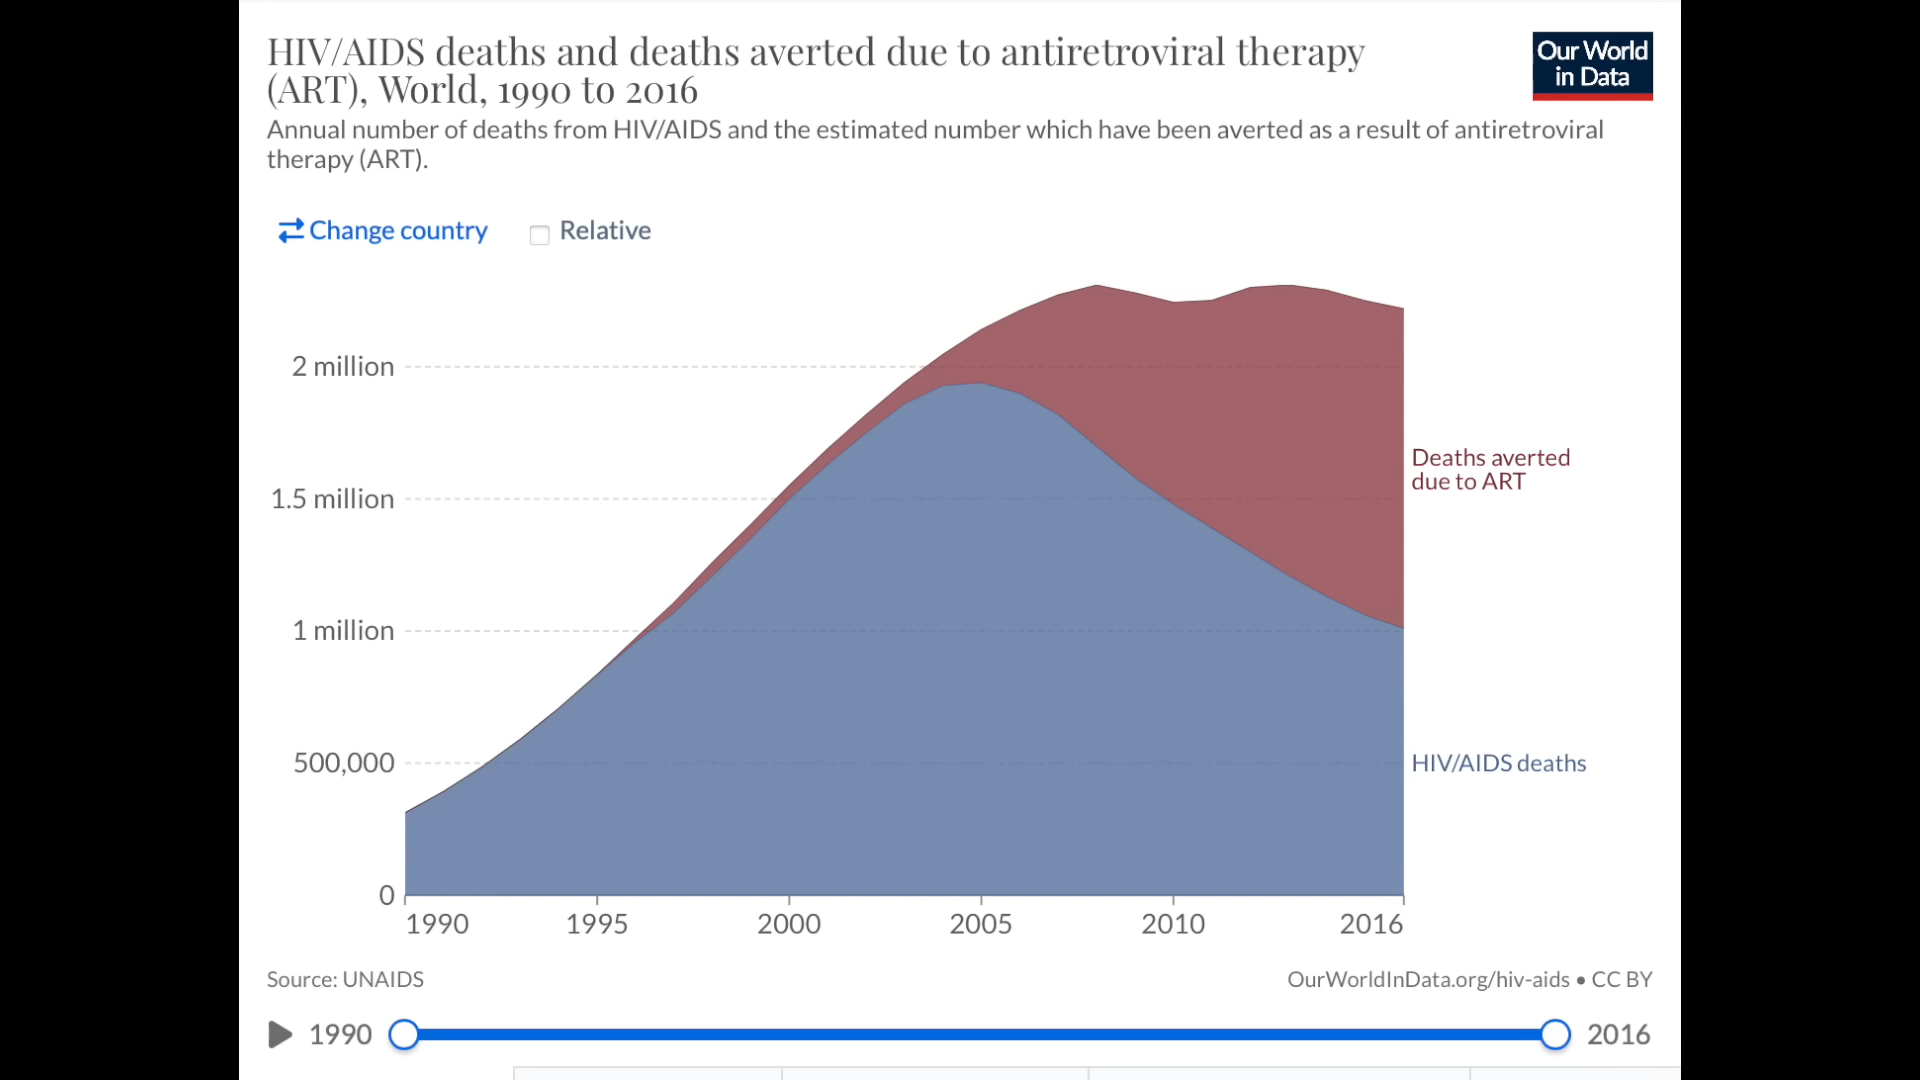 HIV/AIDS deaths and deaths averted due to antiretroviral therapy
(ART), World, 1990 to 2016
Our World
in Data
Annual number of deaths from HIV/AIDS and the estimated number which have been averted as a result of antiretroviral
therapy (ART).
Change country
Relative
2 million
1.5 million
1 million
500,000
0
Deaths averted
due to ART
HIV/AIDS deaths
1990 1995 2000 2005 2010 2016
Source: UNAIDS
OurWorldInData.org/hiv-aids • CC BY
1990
2016